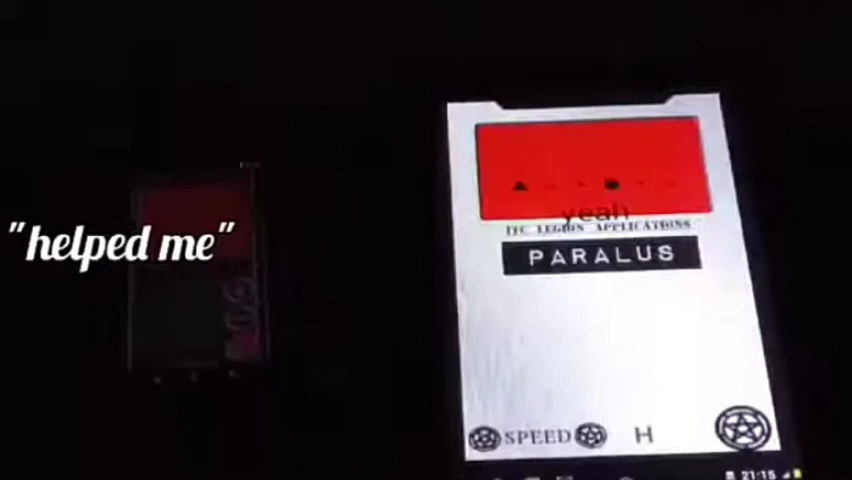 "helped me"
yeah
ITC LEGION APPLICATIONS
PARALUS
SPEED H
21:15